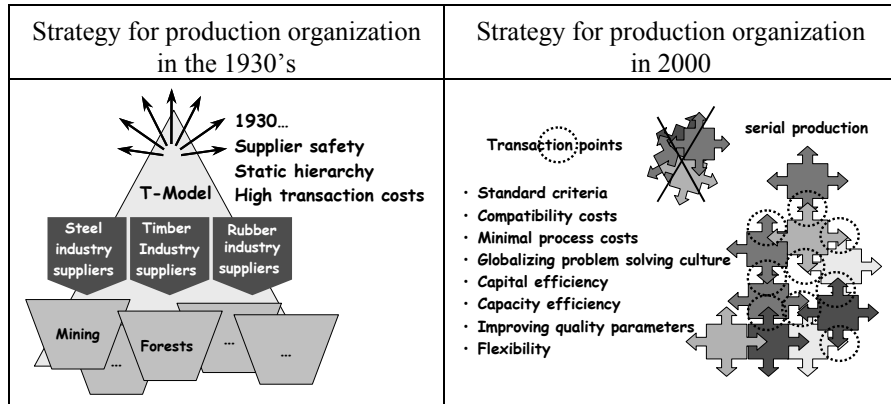 Strategy for production organization
in the 1930's
Strategy for production organization
in 2000
1930...
Supplier safety
Static hierarchy
High transaction costs
T-Model
Steel
industry
suppliers
Timber
Industry
suppliers
Rubber
industry
suppliers
Mining
...
Forests
...
...
Transaction points
serial production
• Standard criteria
• Compatibility costs
• Minimal process costs
• Globalizing problem solving culture
• Capital efficiency
• Capacity efficiency
• Improving quality parameters
• Flexibility